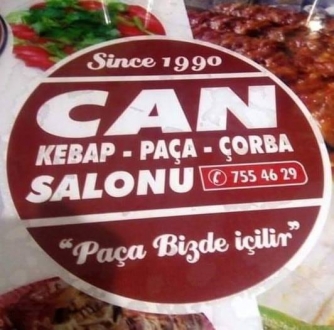 Since 1990
CAN
KEBAP - PAÇA - ÇORBA
SALONU 755 46 29
“Paça Bizde içilir”